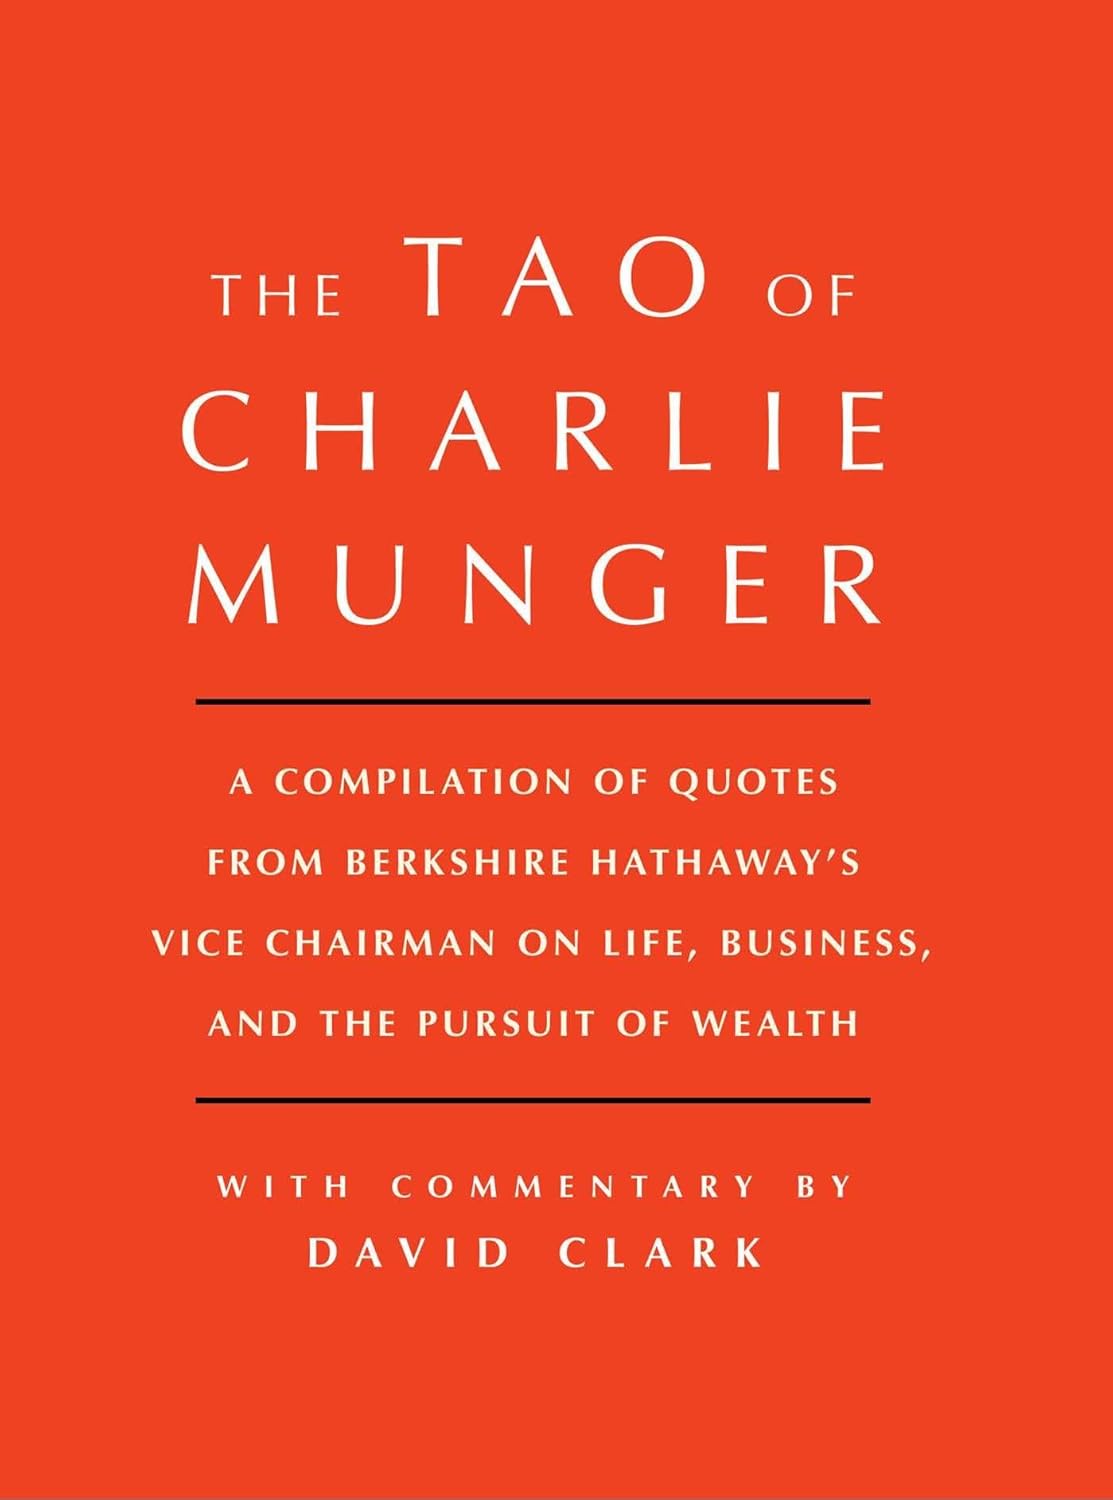 THE TAO OF
CHARLIE
MUNGER
A COMPILATION OF QUOTES
FROM BERKSHIRE HATHAWAY'S
VICE CHAIRMAN ON LIFE, BUSINESS,
AND THE PURSUIT OF WEALTH
WITH COMMENTARY BY
DAVID CLARK